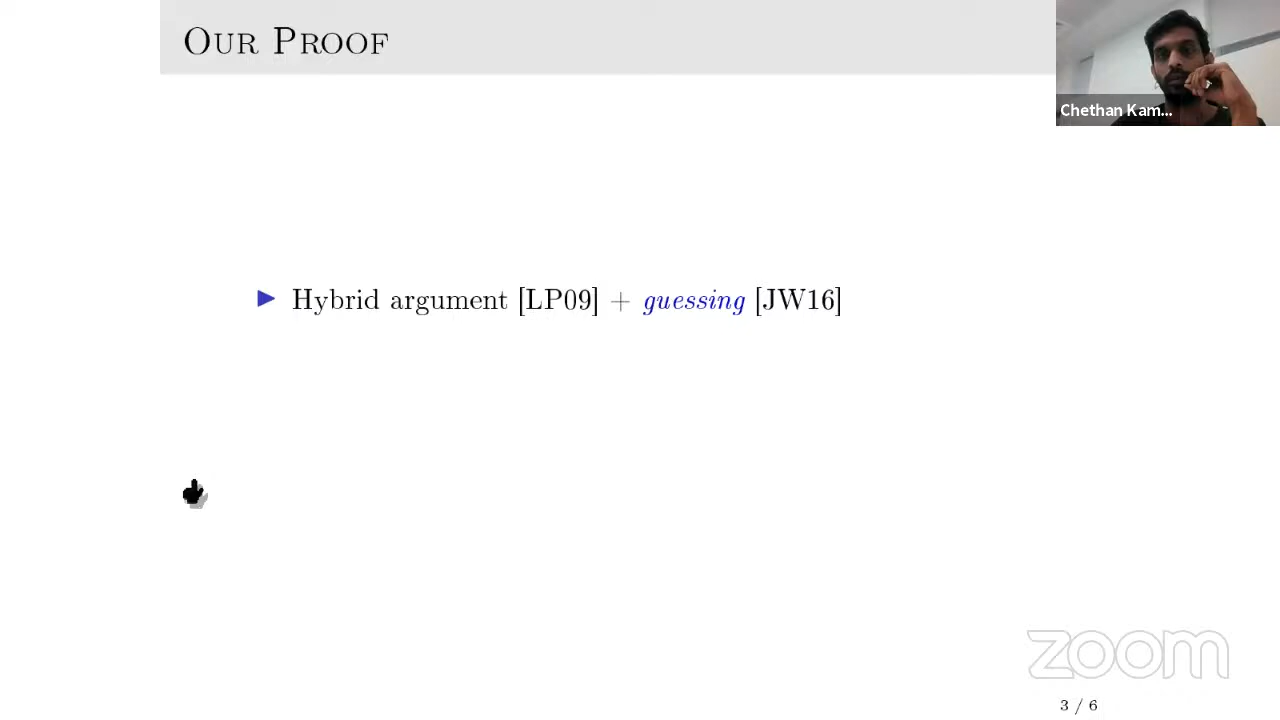 OUR PROOF
Chethan Kam...
▶ Hybrid argument [LP09] + guessing [JW16]
zoom
3 / 6